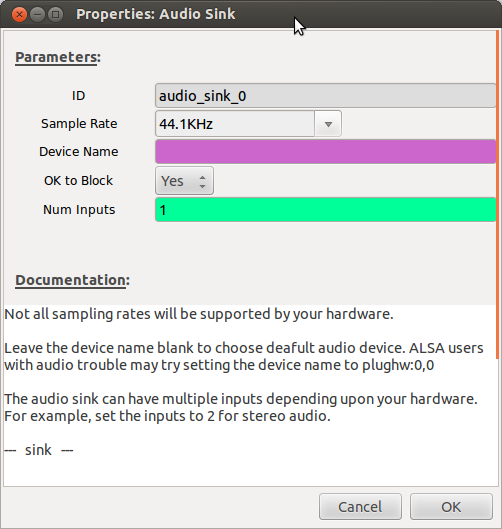 Properties: Audio Sink
Parameters:
ID
audio_sink_0
Sample Rate
44.1KHz
Device Name
OK to Block
Yes
Num Inputs
1
Documentation:
Not all sampling rates will be supported by your hardware.
Leave the device name blank to choose deafult audio device. ALSA users
with audio trouble may try setting the device name to plughw:0,0
The audio sink can have multiple inputs depending upon your hardware.
For example, set the inputs to 2 for stereo audio.
--- sink ---
Cancel
OK